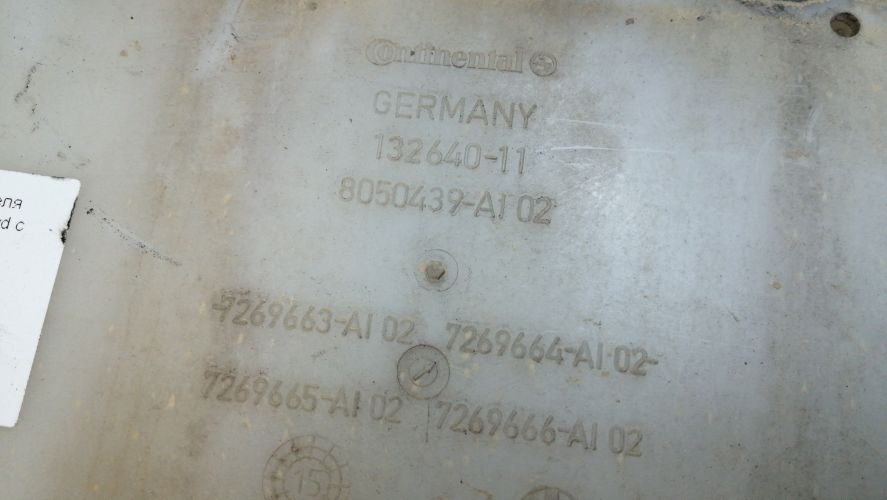 Continental
GERMANY
132640-11
8050439-AI 02
еля
d c
-7269663-AI 02 7269664-AI 02-
7269665-AI 02 7269666-AI 02
15